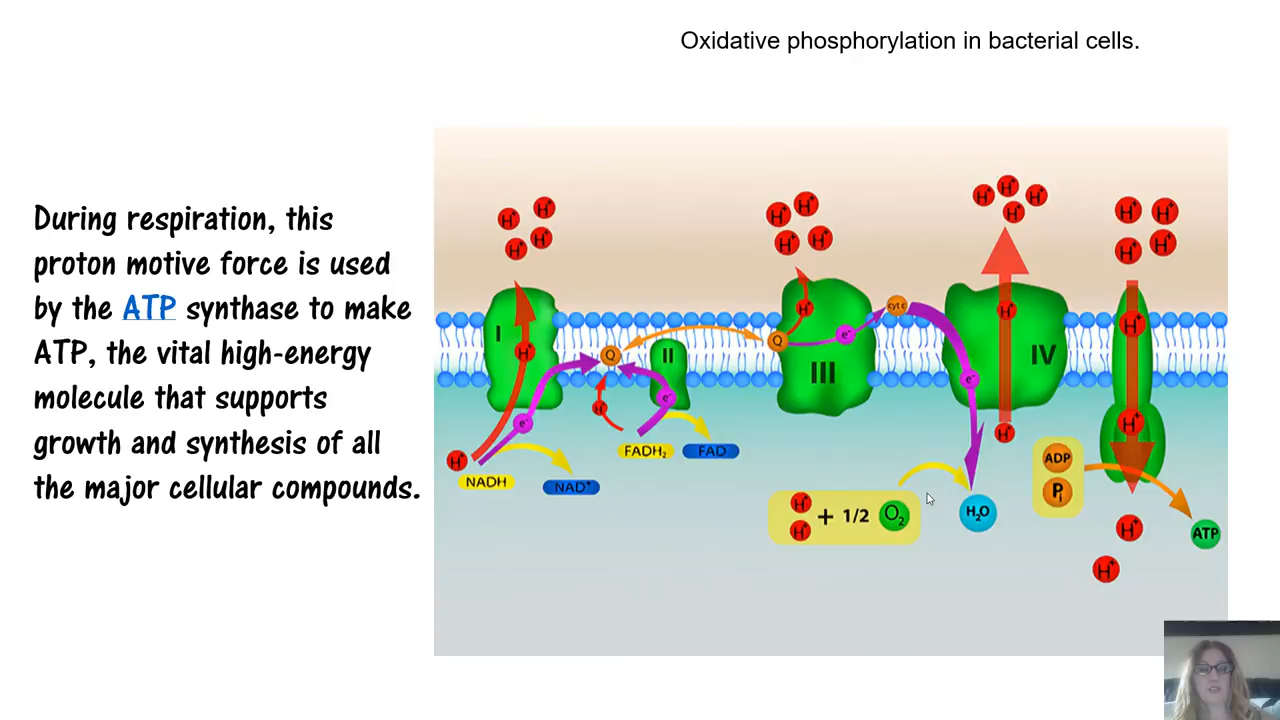 Oxidative phosphorylation in bacterial cells.
During respiration, this
proton motive force is used
by the ATP synthase to make
ATP, the vital high-energy
molecule that supports
growth and synthesis of all
the major cellular compounds.
H⁺ H⁺ H⁺ H⁺
H⁺ H⁺ H⁺ H⁺
H⁺ H⁺ H⁺ H⁺
H⁺ H⁺ H⁺ H⁺
I
H⁺
Q
II
Q
H⁺
III
e⁻
cyt c
H⁺
IV
e⁻
H⁺
H⁺
H
e⁻
e⁻
H⁺
H⁺
NADH
NAD⁺
FADH₂
FAD
H⁺
H⁺
+ 1/2 O₂
H₂O
ADP
Pi
ATP
H⁺
H⁺